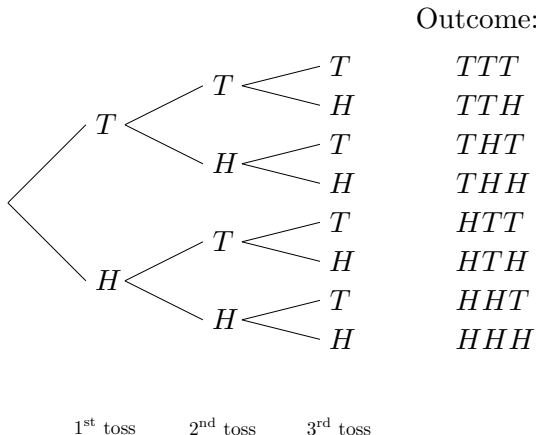 Outcome:
T T T TTT
H TTH
T H T THT
H THH
H T T HTT
H HTH
H T HHT
H HHH
1st toss 2nd toss 3rd toss